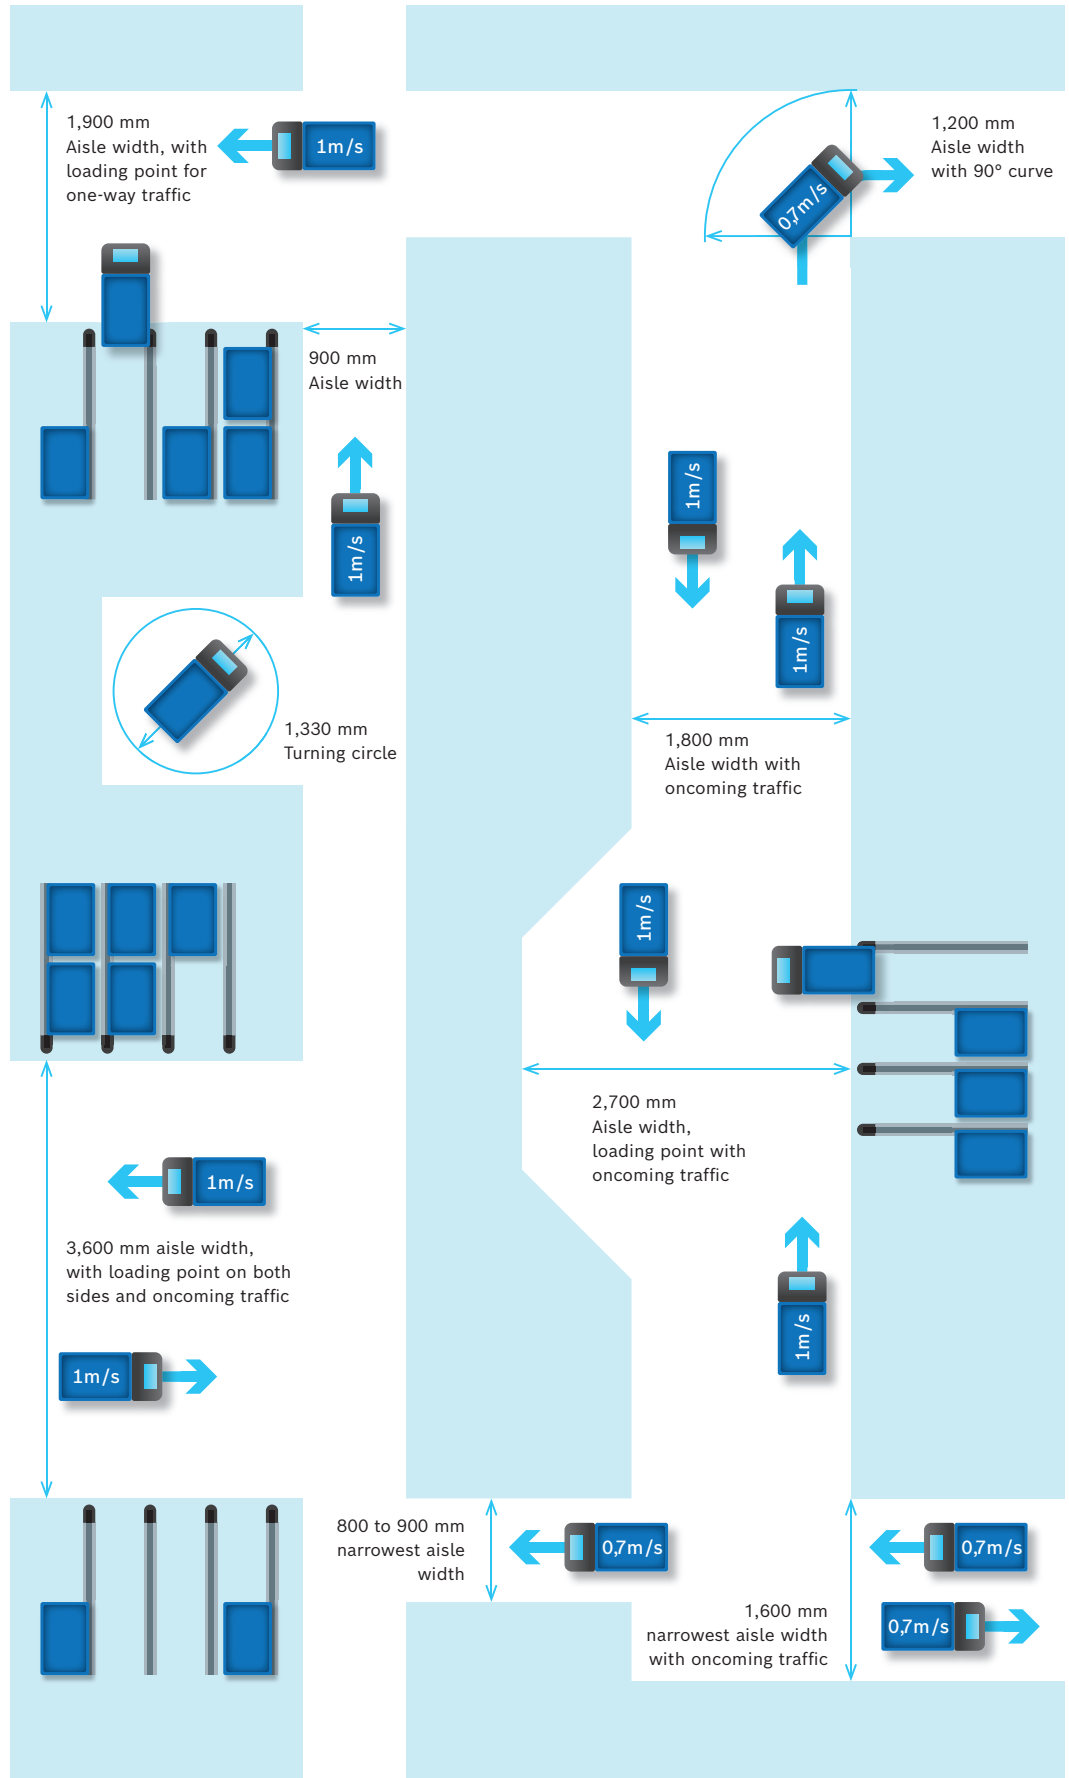 1,900 mm
Aisle width, with
loading point for
one-way traffic
1m/s
0,7m/s
1,200 mm
Aisle width
with 90° curve
900 mm
Aisle width
1m/s
1m/s
1m/s
1,330 mm
Turning circle
1,800 mm
Aisle width with
oncoming traffic
1m/s
2,700 mm
Aisle width,
loading point with
oncoming traffic
1m/s
3,600 mm aisle width,
with loading point on both
sides and oncoming traffic
1m/s
1m/s
800 to 900 mm
narrowest aisle
width
0,7m/s
0,7m/s
1,600 mm
narrowest aisle width
with oncoming traffic
0,7m/s